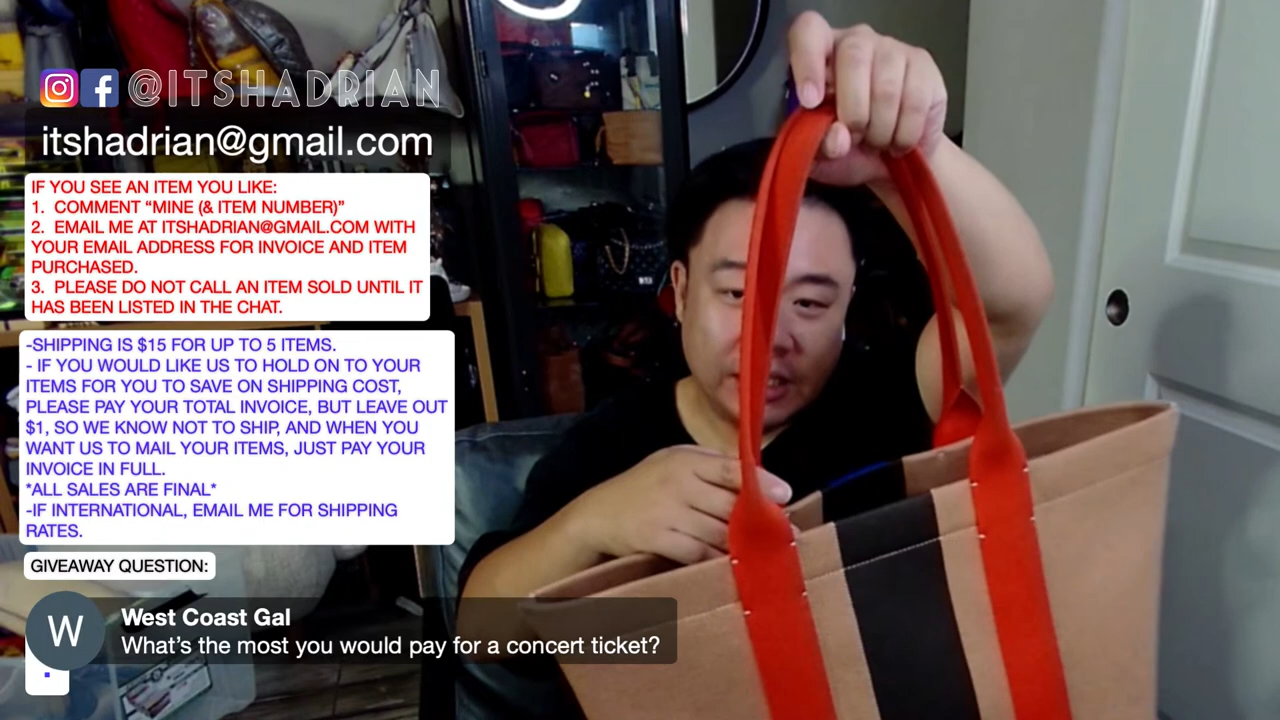 @ITSHADRIAN
itshadrian@gmail.com
IF YOU SEE AN ITEM YOU LIKE:
1. COMMENT “MINE (& ITEM NUMBER)”
2. EMAIL ME AT ITSHADRIAN@GMAIL.COM WITH
YOUR EMAIL ADDRESS FOR INVOICE AND ITEM
PURCHASED.
3. PLEASE DO NOT CALL AN ITEM SOLD UNTIL IT
HAS BEEN LISTED IN THE CHAT.
-SHIPPING IS $15 FOR UP TO 5 ITEMS.
- IF YOU WOULD LIKE US TO HOLD ON TO YOUR
ITEMS FOR YOU TO SAVE ON SHIPPING COST,
PLEASE PAY YOUR TOTAL INVOICE, BUT LEAVE OUT
$1, SO WE KNOW NOT TO SHIP, AND WHEN YOU
WANT US TO MAIL YOUR ITEMS, JUST PAY YOUR
INVOICE IN FULL.
*ALL SALES ARE FINAL*
-IF INTERNATIONAL, EMAIL ME FOR SHIPPING
RATES.
GIVEAWAY QUESTION:
W
West Coast Gal
What’s the most you would pay for a concert ticket?